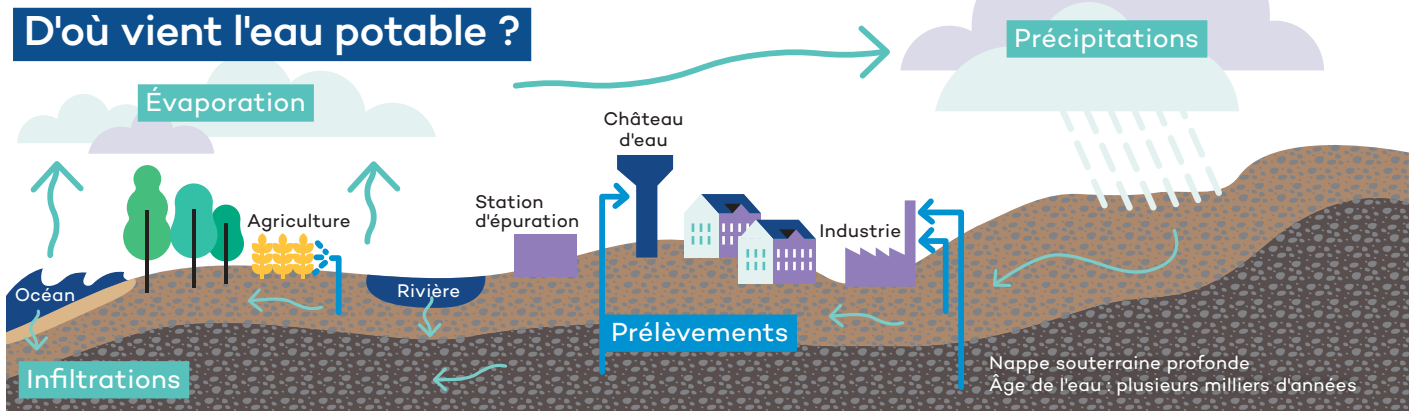 D'où vient l'eau potable ?
Précipitations
Évaporation
Château
d'eau
Station
d'épuration
Agriculture
Industrie
Océan
Rivière
Prélèvements
Nappe souterraine profonde
Âge de l'eau : plusieurs milliers d'années
Infiltrations